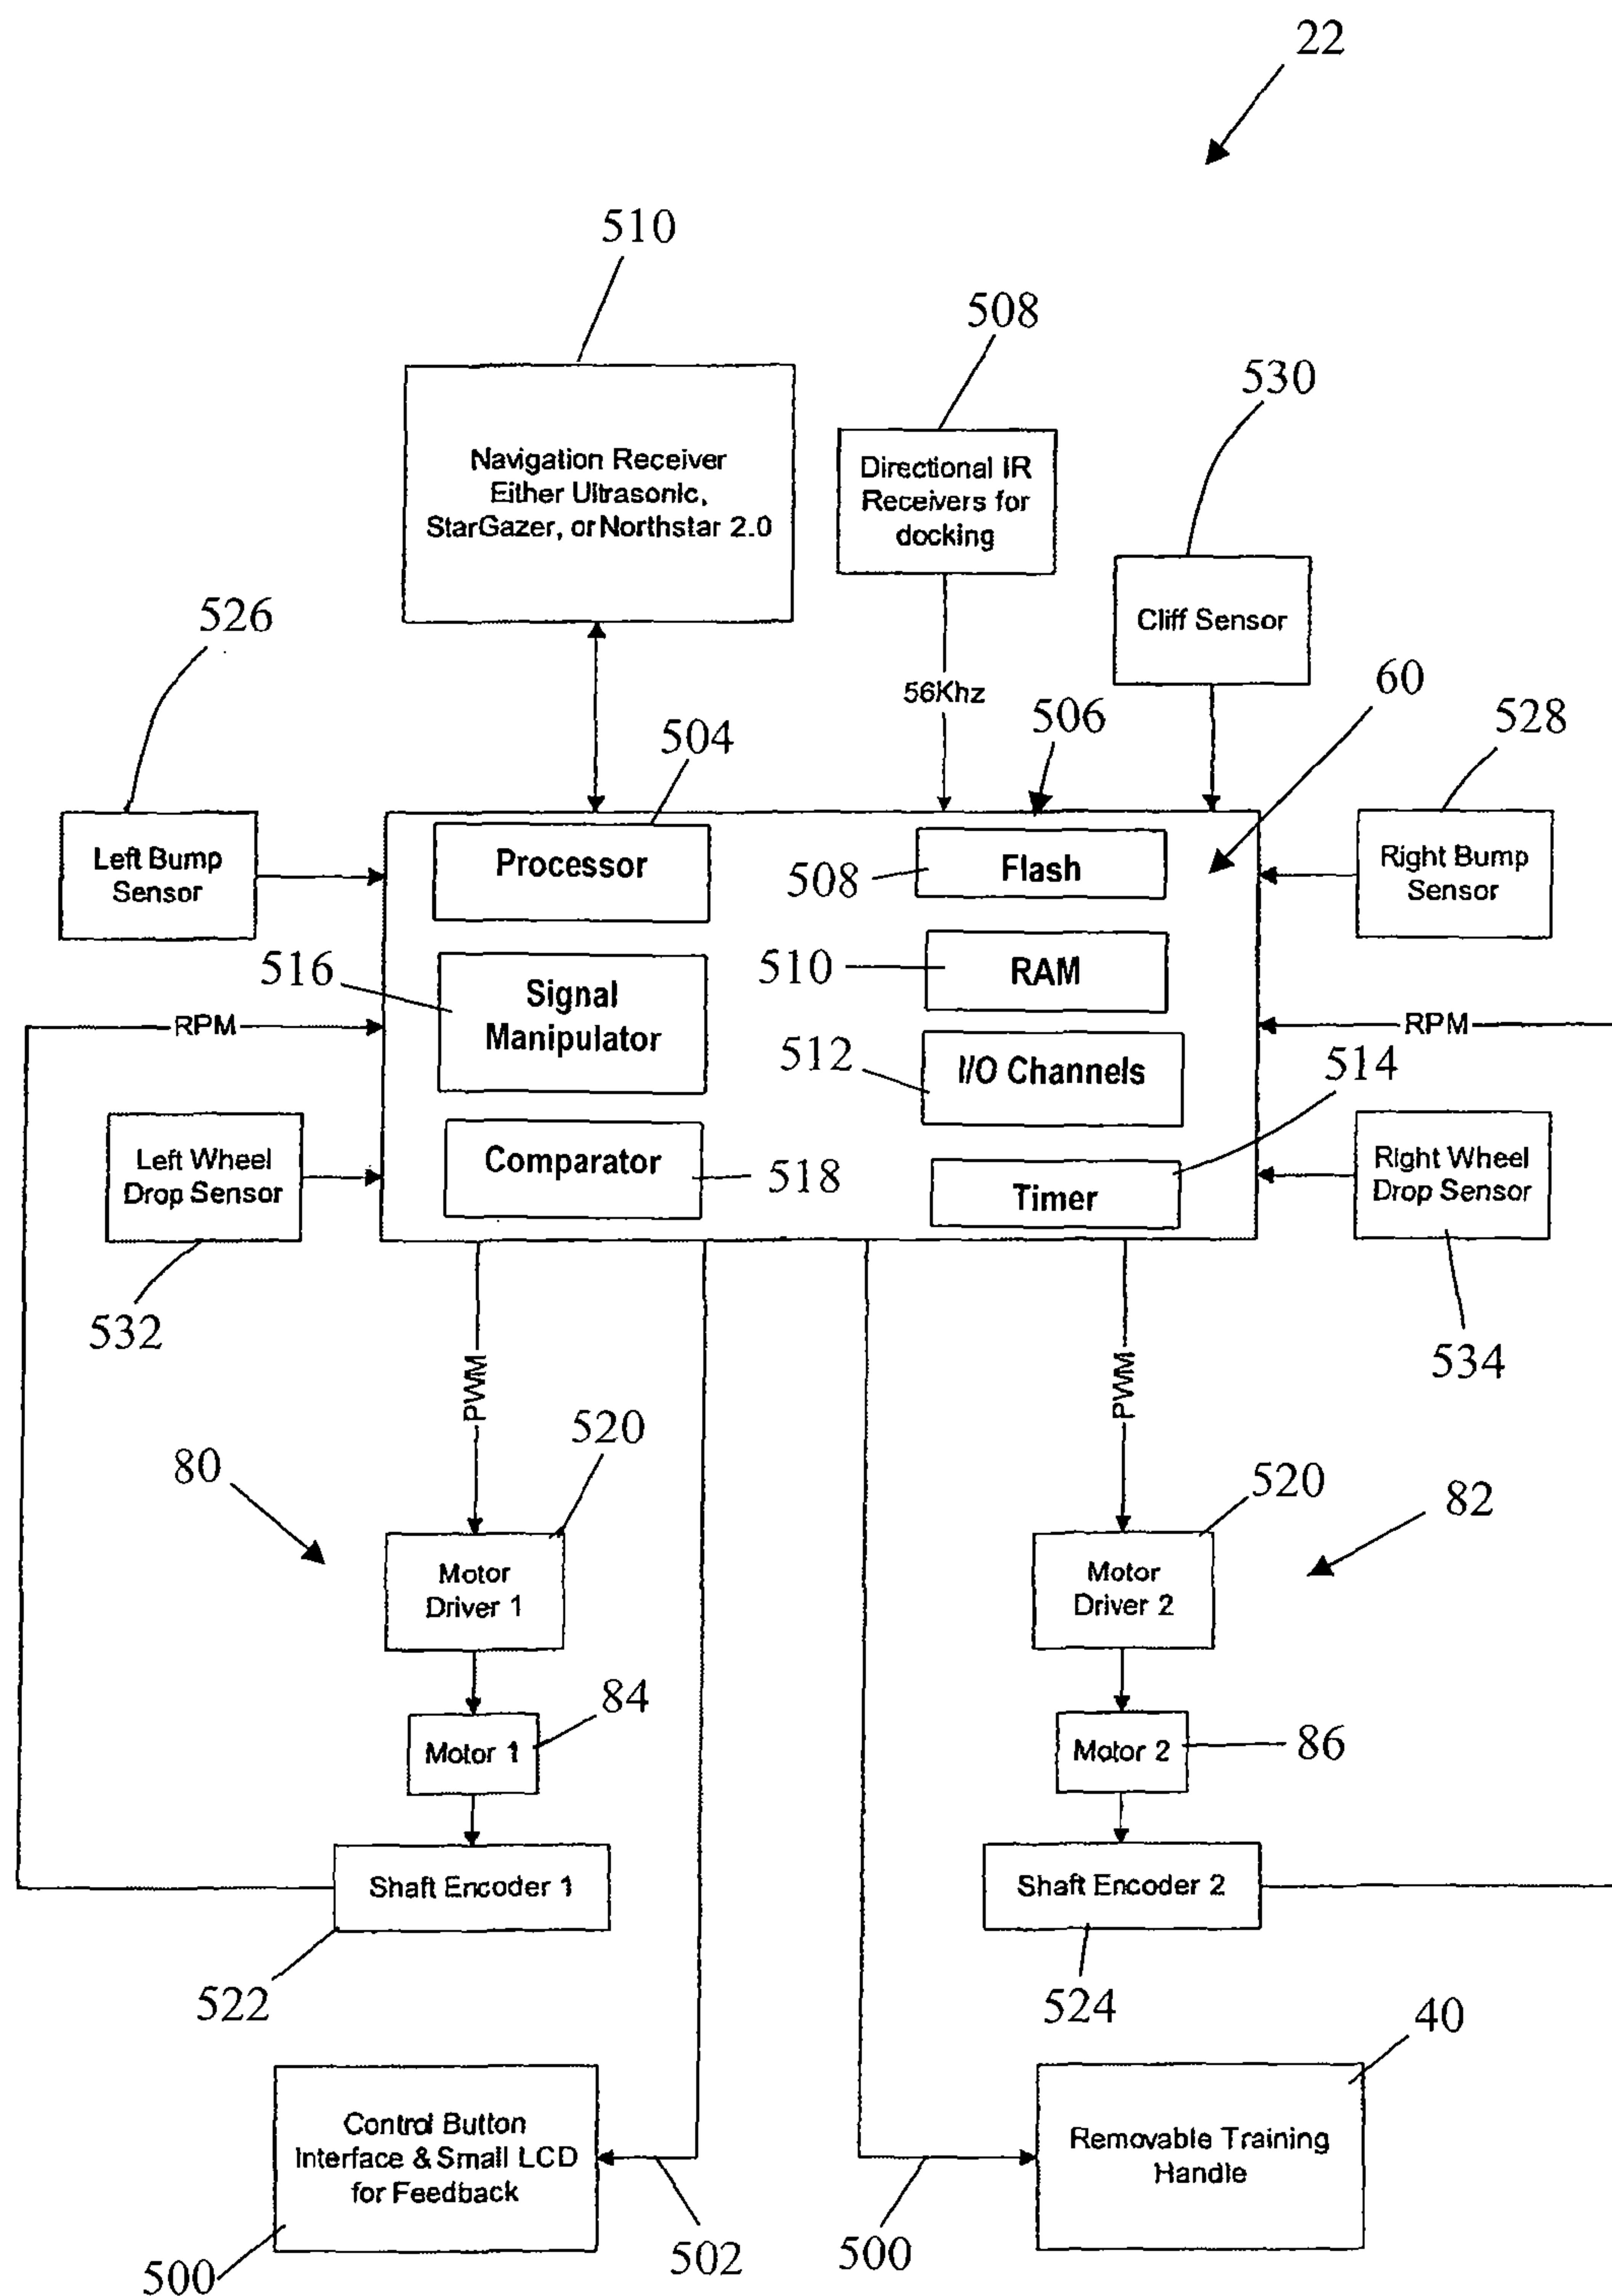 22
510
508
530
Navigation Receiver
Either Ultrasonic,
StarGazer, or Northstar 2.0
Directional IR
Receivers for
docking
Cliff Sensor
526
56Khz
60
504
506
528
Left Bump
Sensor
Processor
508
Flash
Right Bump
Sensor
516
Signal
Manipulator
510
RAM
RPM
RPM
512
I/O Channels
514
Left Wheel
Drop Sensor
Comparator
518
Timer
Right Wheel
Drop Sensor
532
534
PWM
PWM
520
520
80
82
Motor
Driver 1
Motor
Driver 2
84
Motor 1
Motor 2
86
Shaft Encoder 1
Shaft Encoder 2
522
524
40
Control Button
Interface & Small LCD
for Feedback
Removable Training
Handle
500
502
500